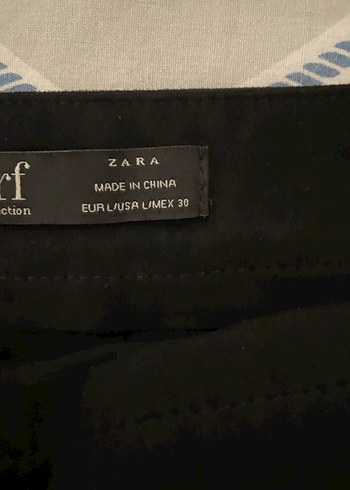 rf
ction
ZARA
MADE IN CHINA
EUR L/USA L/MEX 30